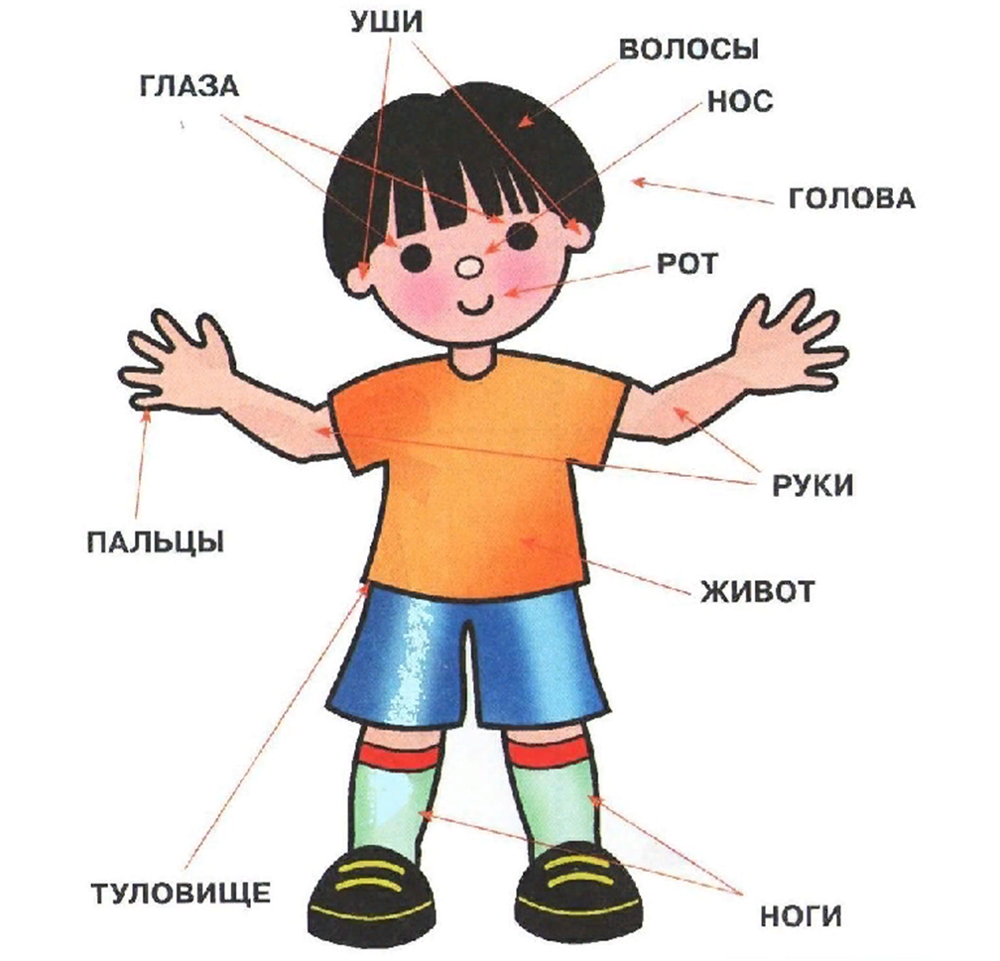 УШИ
ВОЛОСЫ
ГЛАЗА
НОС
ГОЛОВА
РОТ
РУКИ
ПАЛЬЦЫ
ЖИВОТ
ТУЛОВИЩЕ
НОГИ